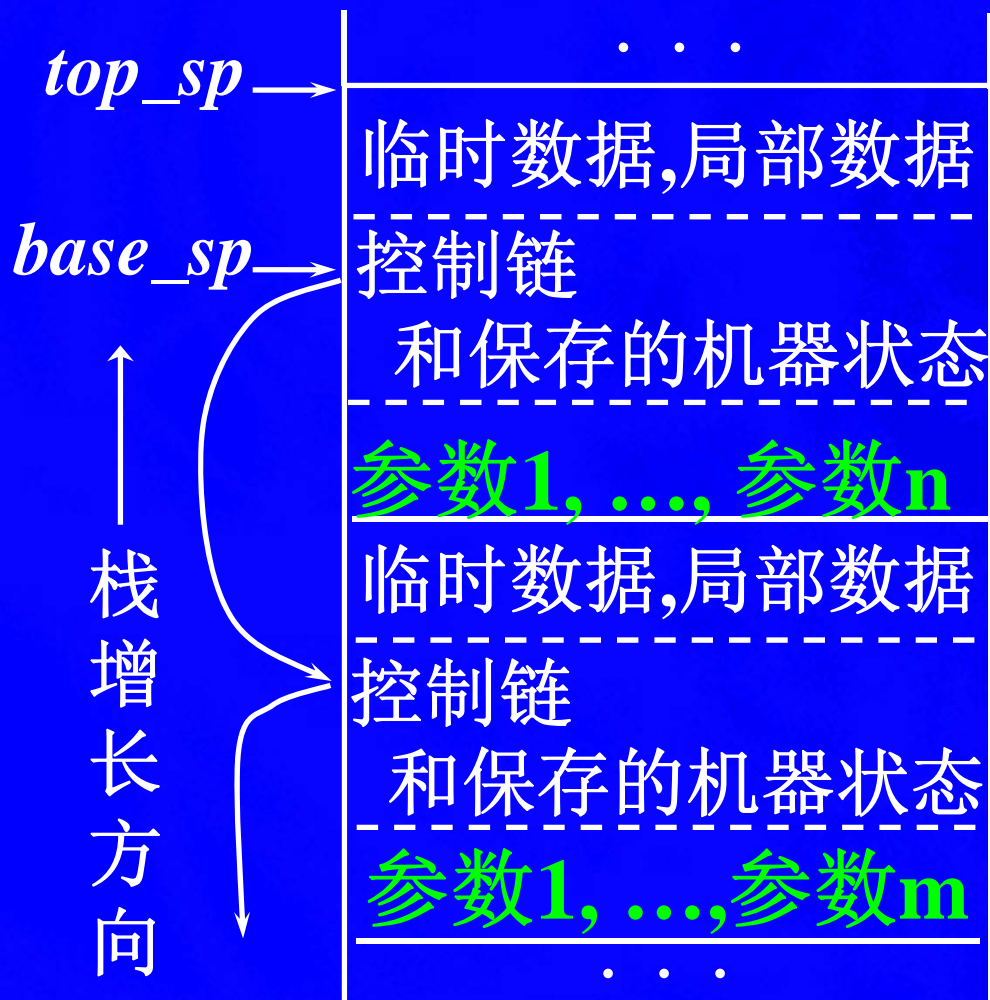 . . .
top_sp
临时数据,局部数据
base_sp
控制链
和保存的机器状态
参数1, …, 参数n
临时数据,局部数据
控制链
和保存的机器状态
参数1, …,参数m
. . .
栈
增
长
方
向